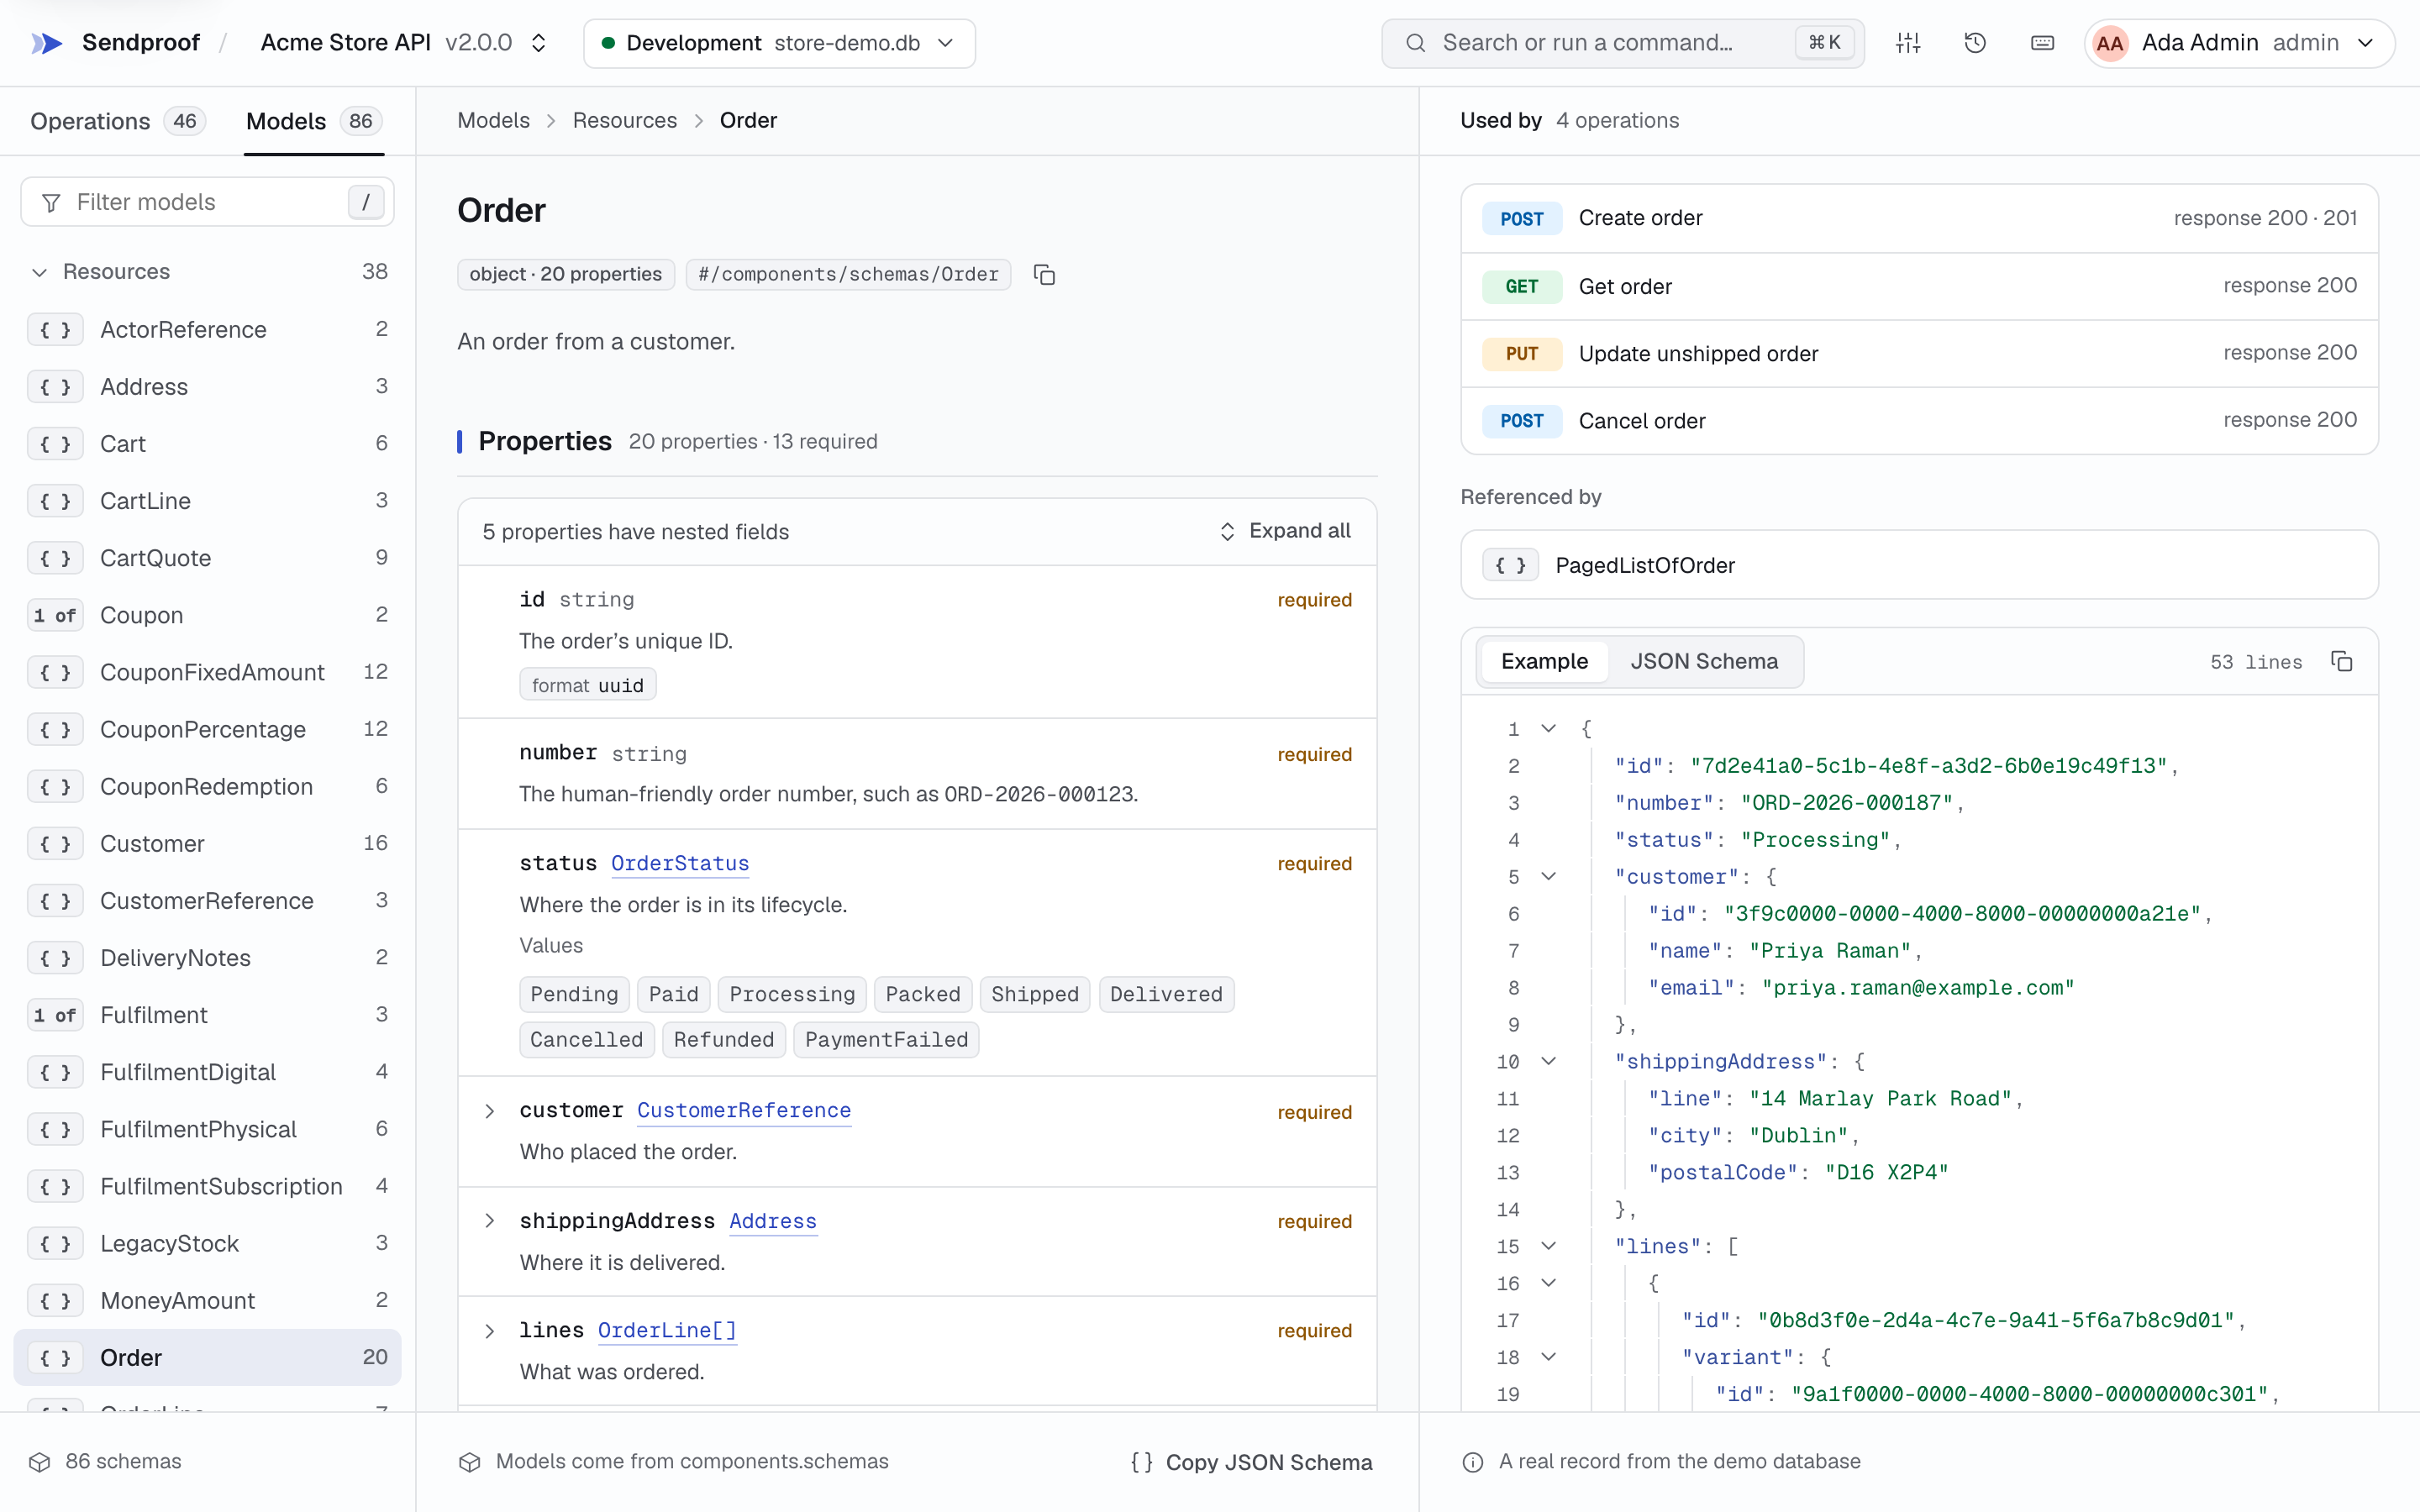 Sendproof / Acme Store API v2.0.0
Development store-demo.db
Search or run a command... ⌘K
AA Ada Admin admin
Operations 46 Models 86
Filter models /
Resources 38
{ } ActorReference 2
{ } Address 3
{ } Cart 6
{ } CartLine 3
{ } CartQuote 9
1 of Coupon 2
{ } CouponFixedAmount 12
{ } CouponPercentage 12
{ } CouponRedemption 6
{ } Customer 16
{ } CustomerReference 3
{ } DeliveryNotes 2
1 of Fulfilment 3
{ } FulfilmentDigital 4
{ } FulfilmentPhysical 6
{ } FulfilmentSubscription 4
{ } LegacyStock 3
{ } MoneyAmount 2
{ } Order 20
86 schemas
Models > Resources > Order
Order
object · 20 properties #/components/schemas/Order
An order from a customer.
Properties 20 properties · 13 required
5 properties have nested fields Expand all
id string required
The order’s unique ID.
format uuid
number string required
The human-friendly order number, such as ORD-2026-000123.
status OrderStatus required
Where the order is in its lifecycle.
Values
Pending Paid Processing Packed Shipped Delivered
Cancelled Refunded PaymentFailed
customer CustomerReference required
Who placed the order.
shippingAddress Address required
Where it is delivered.
lines OrderLine[] required
What was ordered.
Models come from components.schemas
{ } Copy JSON Schema
Used by 4 operations
POST Create order response 200 · 201
GET Get order response 200
PUT Update unshipped order response 200
POST Cancel order response 200
Referenced by
{ } PagedListOfOrder
Example JSON Schema 53 lines
1 {
2 "id": "7d2e41a0-5c1b-4e8f-a3d2-6b0e19c49f13",
3 "number": "ORD-2026-000187",
4 "status": "Processing",
5 "customer": {
6 "id": "3f9c0000-0000-4000-8000-00000000a21e",
7 "name": "Priya Raman",
8 "email": "priya.raman@example.com"
9 },
10 "shippingAddress": {
11 "line": "14 Marlay Park Road",
12 "city": "Dublin",
13 "postalCode": "D16 X2P4"
14 },
15 "lines": [
16 {
17 "id": "0b8d3f0e-2d4a-4c7e-9a41-5f6a7b8c9d01",
18 "variant": {
19 "id": "9a1f0000-0000-4000-8000-00000000c301",
A real record from the demo database